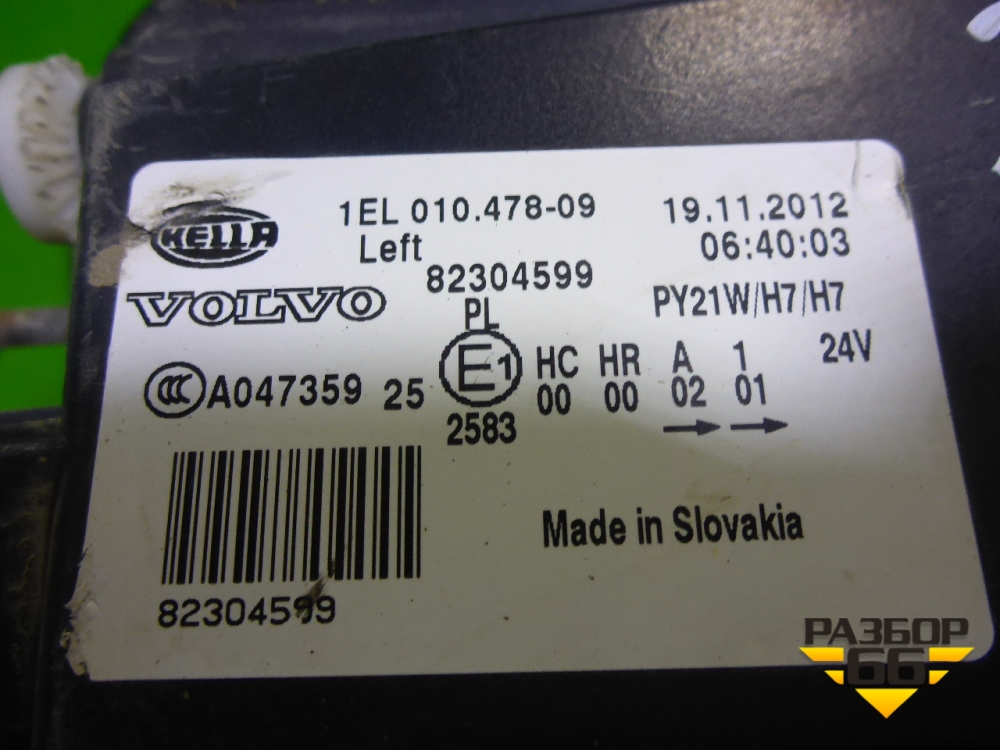 HELLA
1EL 010.478-09 19.11.2012
Left 06:40:03
82304599
VOLVO PL PY21W/H7/H7
CCC A047359 25 E1 HC HR A 1 24V
00 00 02 01
2583
Made in Slovakia
82304599
РАЗБОР
66